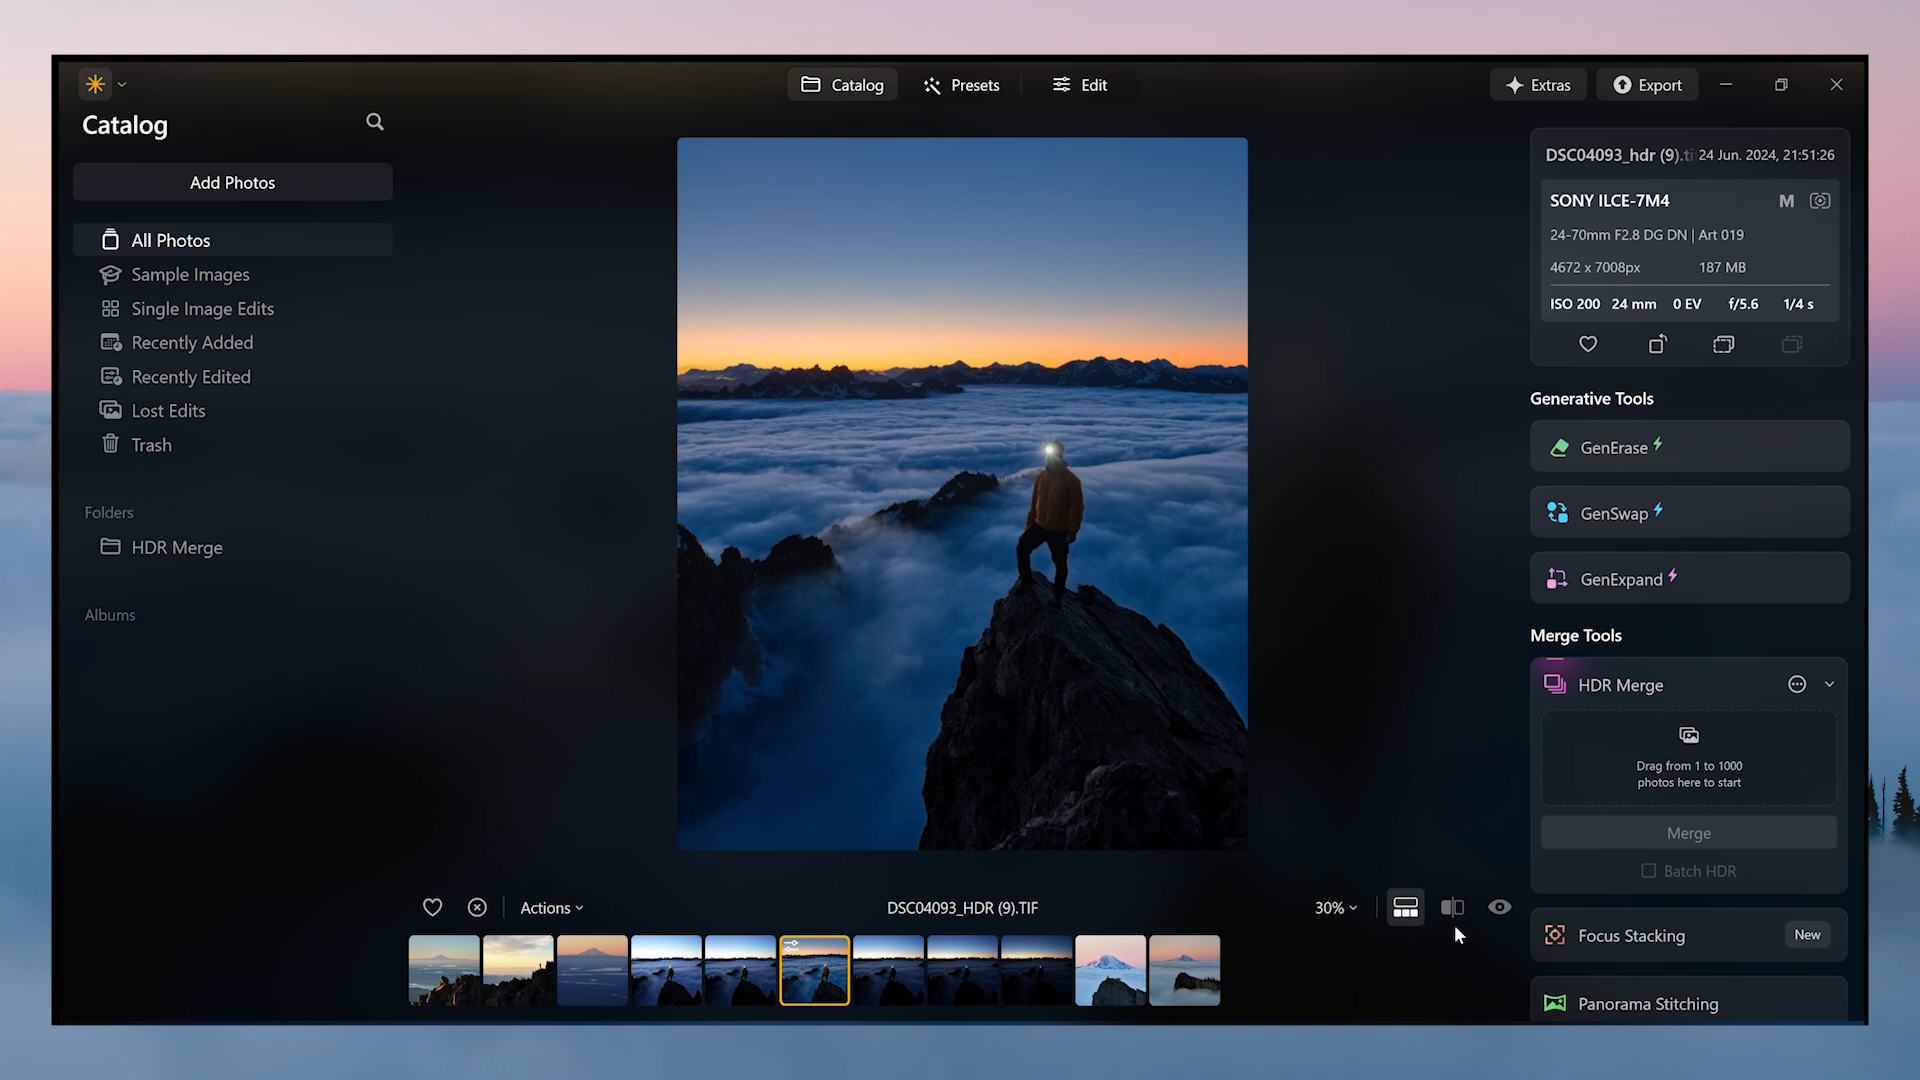 Catalog
Presets
Edit
Extras
Export
Catalog
Add Photos
All Photos
Sample Images
Single Image Edits
Recently Added
Recently Edited
Lost Edits
Trash
Folders
HDR Merge
Albums
DSC04093_hdr (9).ti 24 Jun. 2024, 21:51:26
SONY ILCE-7M4 M
24-70mm F2.8 DG DN | Art 019
4672 x 7008px 187 MB
ISO 200 24 mm 0 EV f/5.6 1/4 s
Generative Tools
GenErase
GenSwap
GenExpand
Merge Tools
HDR Merge
Drag from 1 to 1000
photos here to start
Merge
Batch HDR
Focus Stacking New
Panorama Stitching
Actions
DSC04093_HDR (9).TIF
30%